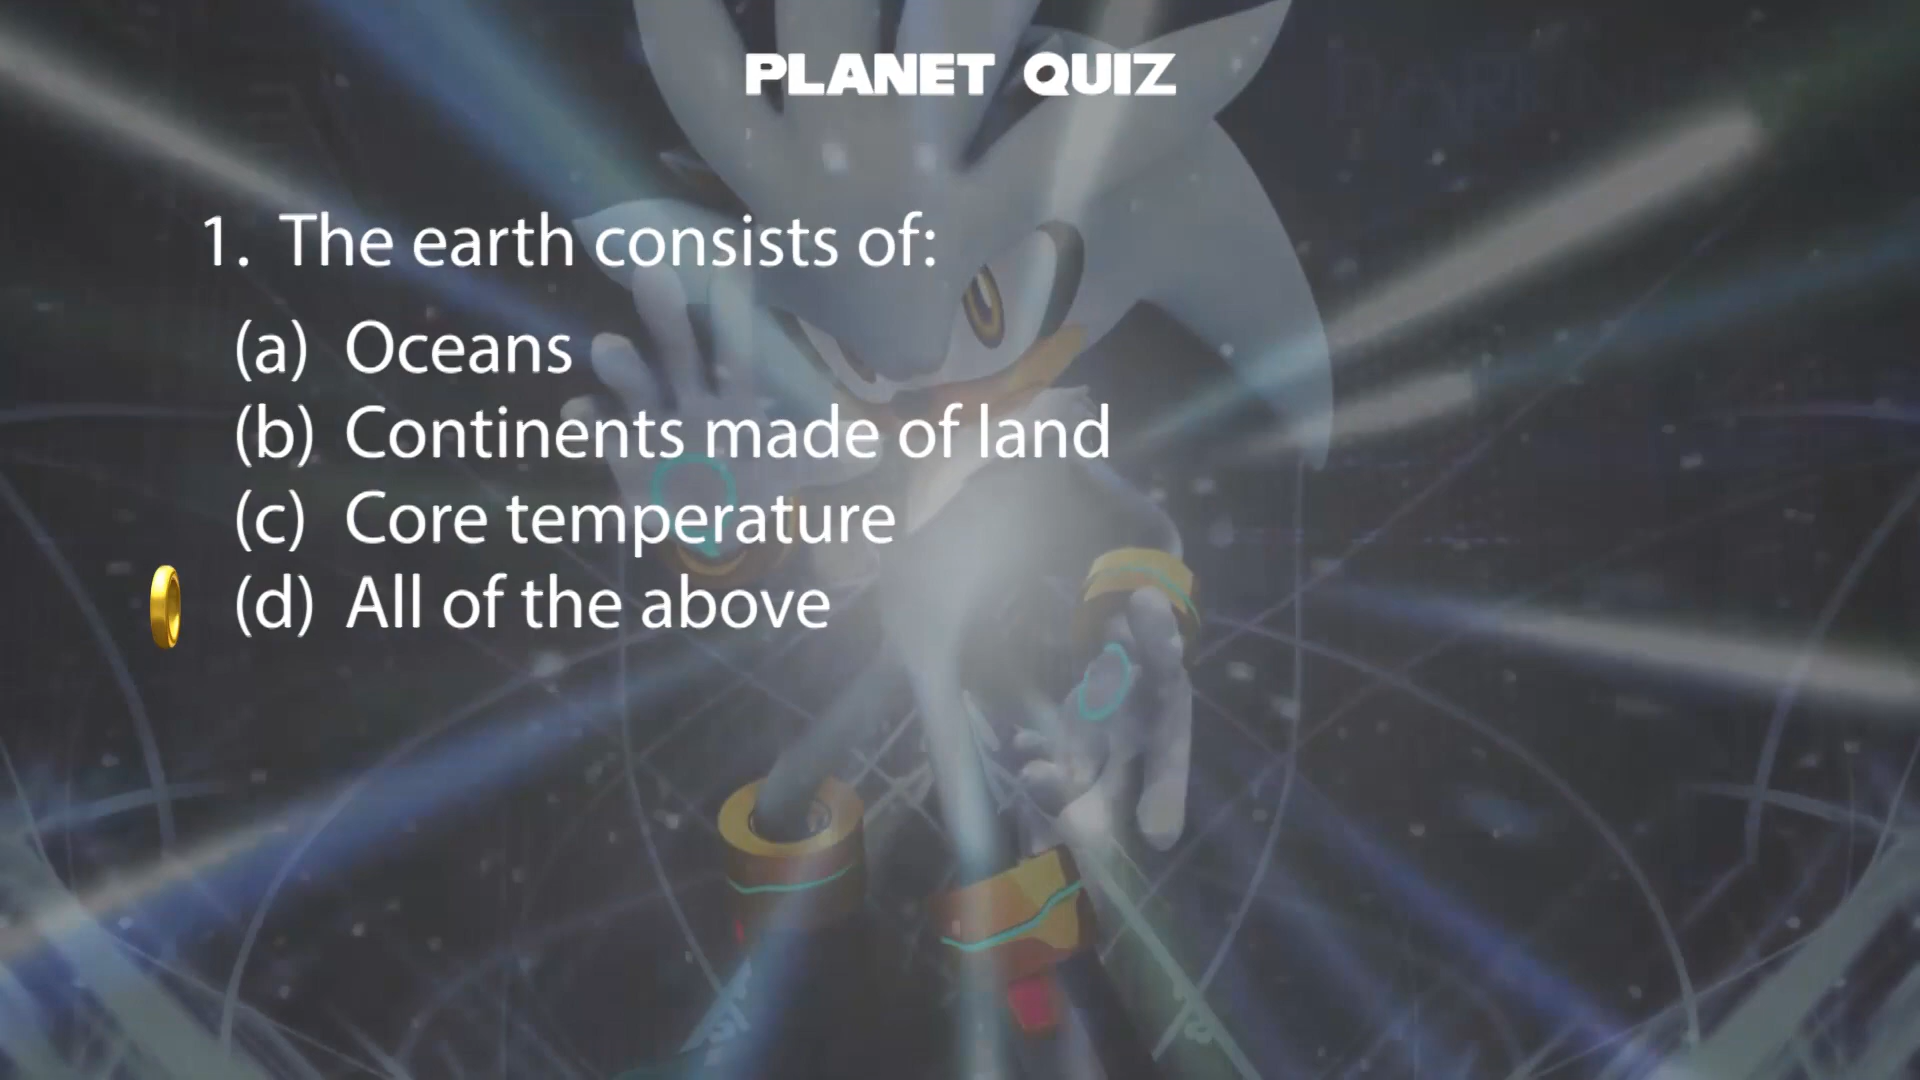 PLANET QUIZ
1. The earth consists of:
(a) Oceans
(b) Continents made of land
(c) Core temperature
(d) All of the above